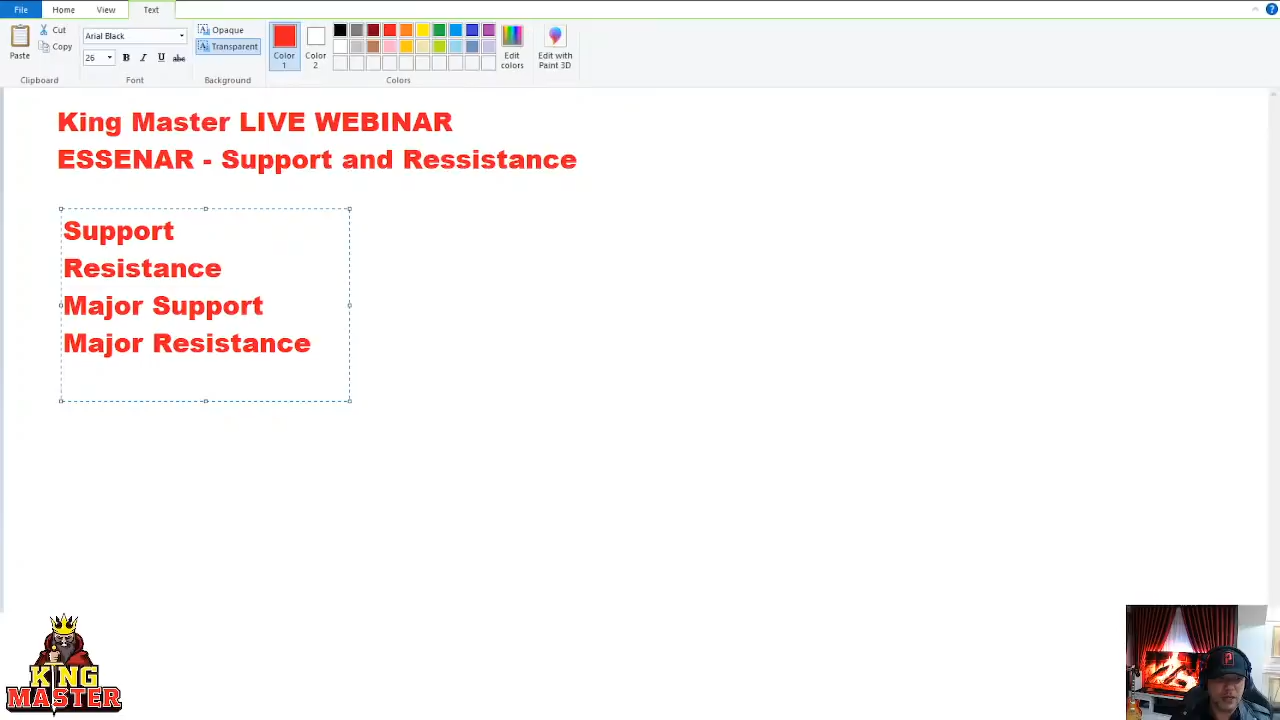 File
Home
View
Text
Paste
Cut
Copy
Clipboard
Arial Black
26
B
I
U
abc
Font
A
Opaque
A
Transparent
Background
Color
1
Color
2
Colors
Edit
colors
Edit with
Paint 3D
?
King Master LIVE WEBINAR
ESSENAR - Support and Ressistance
Support
Resistance
Major Support
Major Resistance
KING
MASTER